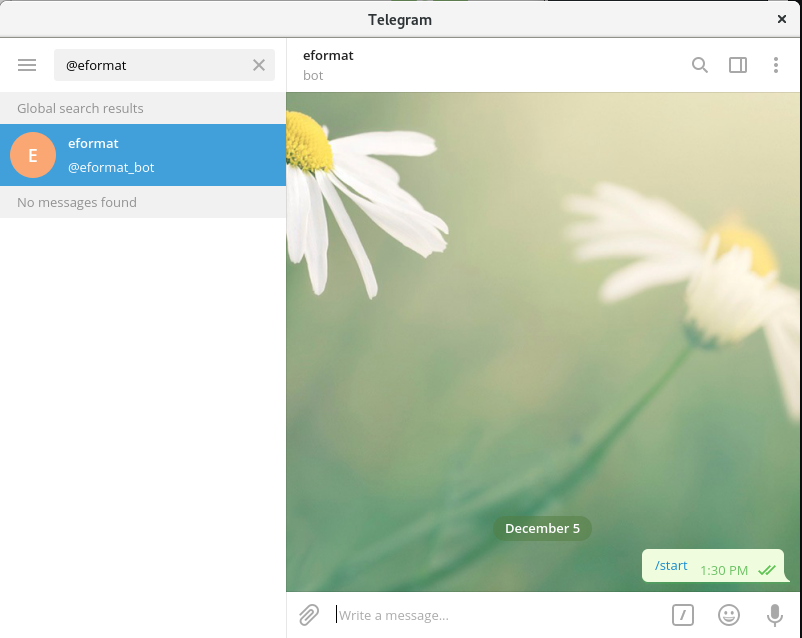 Telegram
@eformat
Global search results
E
eformat
@eformat_bot
No messages found
eformat
bot
December 5
/start 1:30 PM
Write a message...
/